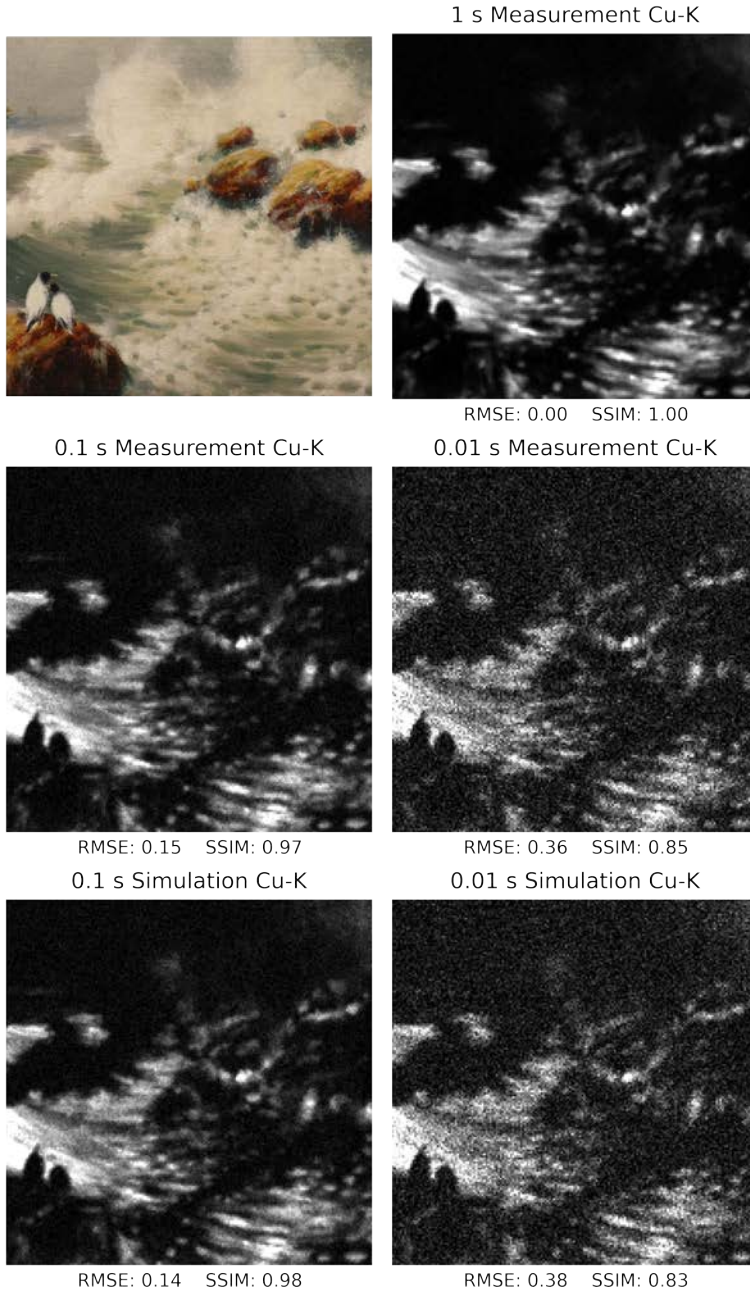 1 s Measurement Cu-K
RMSE: 0.00 SSIM: 1.00
0.1 s Measurement Cu-K
0.01 s Measurement Cu-K
RMSE: 0.15 SSIM: 0.97
RMSE: 0.36 SSIM: 0.85
0.1 s Simulation Cu-K
0.01 s Simulation Cu-K
RMSE: 0.14 SSIM: 0.98
RMSE: 0.38 SSIM: 0.83